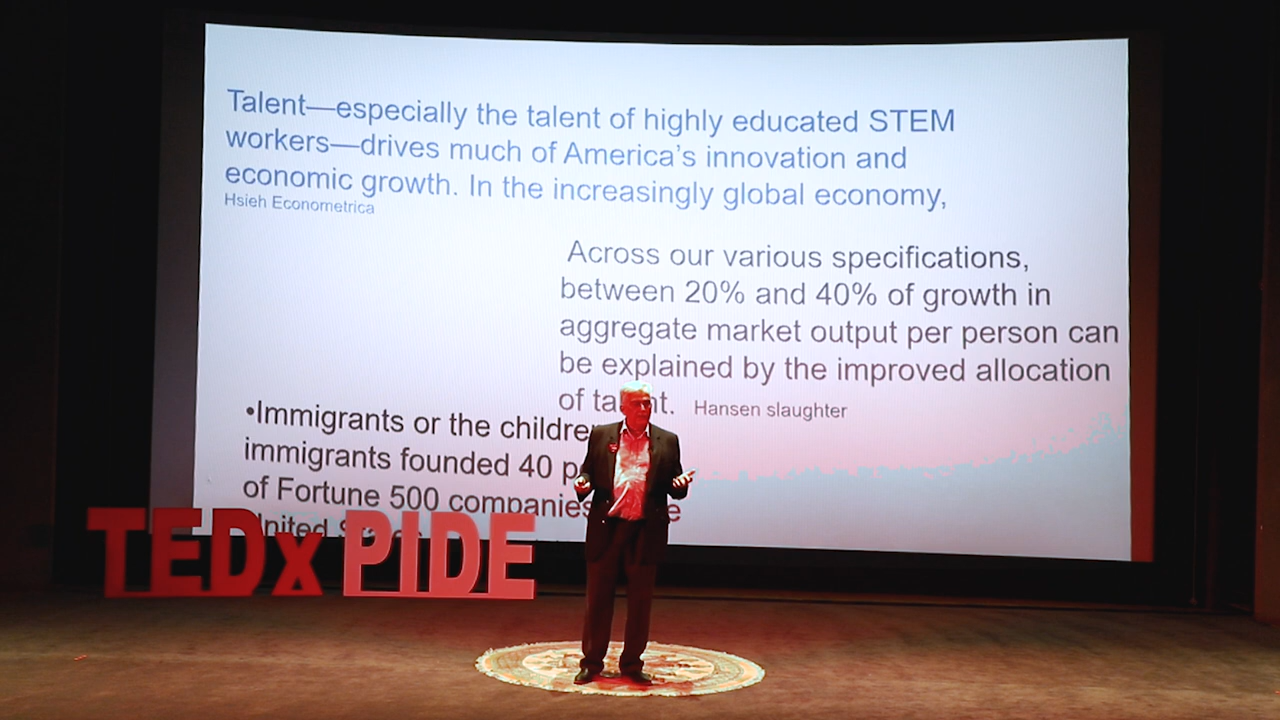 Talent—especially the talent of highly educated STEM
workers—drives much of America's innovation and
economic growth. In the increasingly global economy,
Hsieh Econometrica
Across our various specifications,
between 20% and 40% of growth in
aggregate market output per person can
be explained by the improved allocation
of Hansen slaughter
•Immigrants or the
immigrants founded 40
of Fortune 500 companies
TEDx PIDE